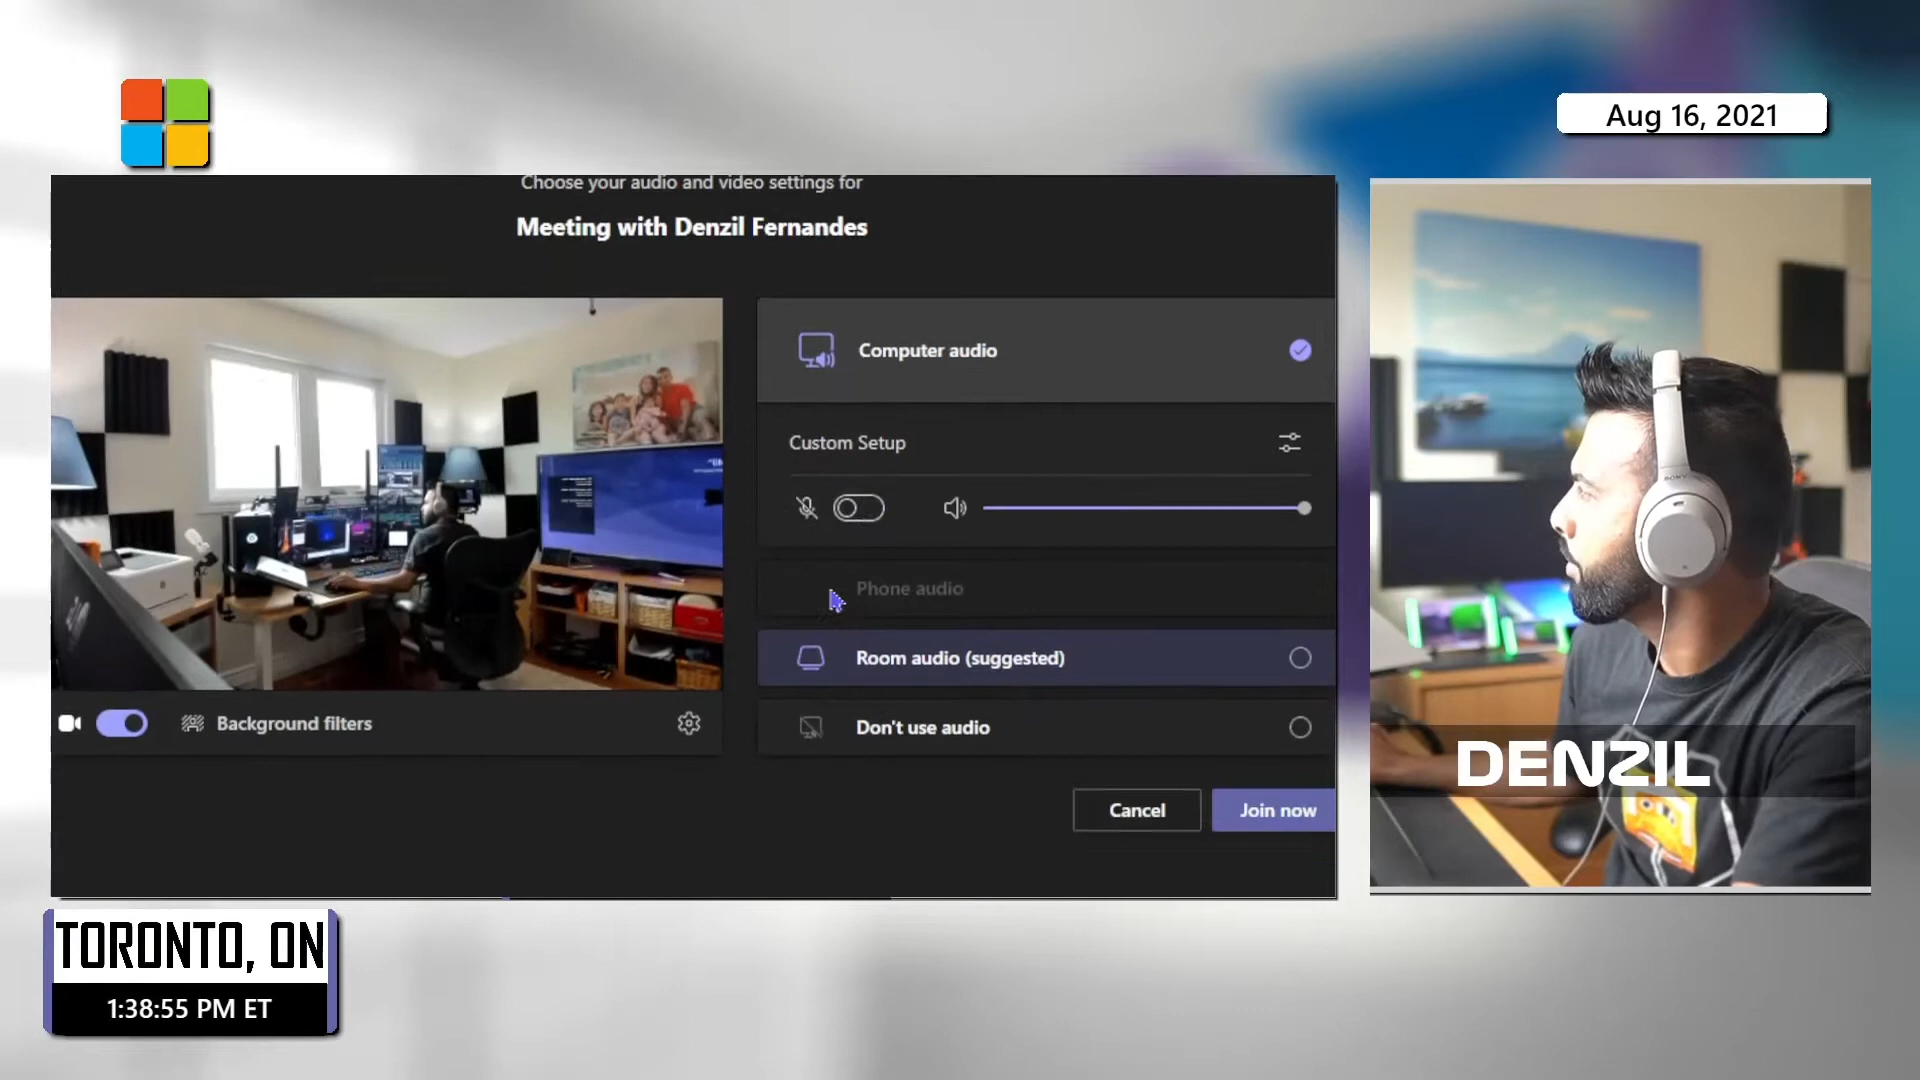 Aug 16, 2021
Choose your audio and video settings for
Meeting with Denzil Fernandes
Computer audio
Custom Setup
Phone audio
Room audio (suggested)
Don't use audio
Background filters
Cancel
Join now
SONY
DENZIL
TORONTO, ON
1:38:55 PM ET